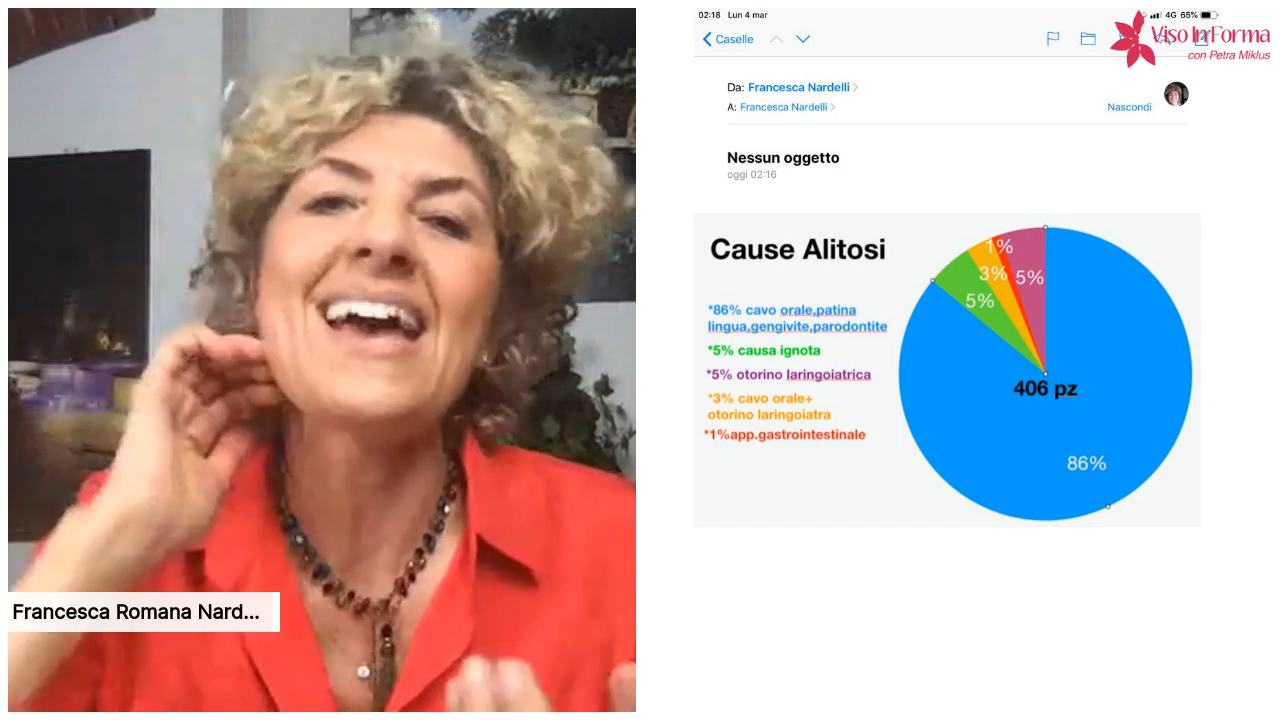 Francesca Romana Nard...
02:18 Lun 4 mar
4G 65%
Caselle
Viso InForma
con Petra Miklus
Da: Francesca Nardelli
A: Francesca Nardelli
Nascondi
Nessun oggetto
oggi 02:16
Cause Alitosi
*86% cavo orale,patina
lingua,gengivite,parodontite
*5% causa ignota
*5% otorino laringoiatrica
*3% cavo orale+
otorino laringoiatra
*1%app.gastrointestinale
1%
3%
5%
5%
406 pz
86%